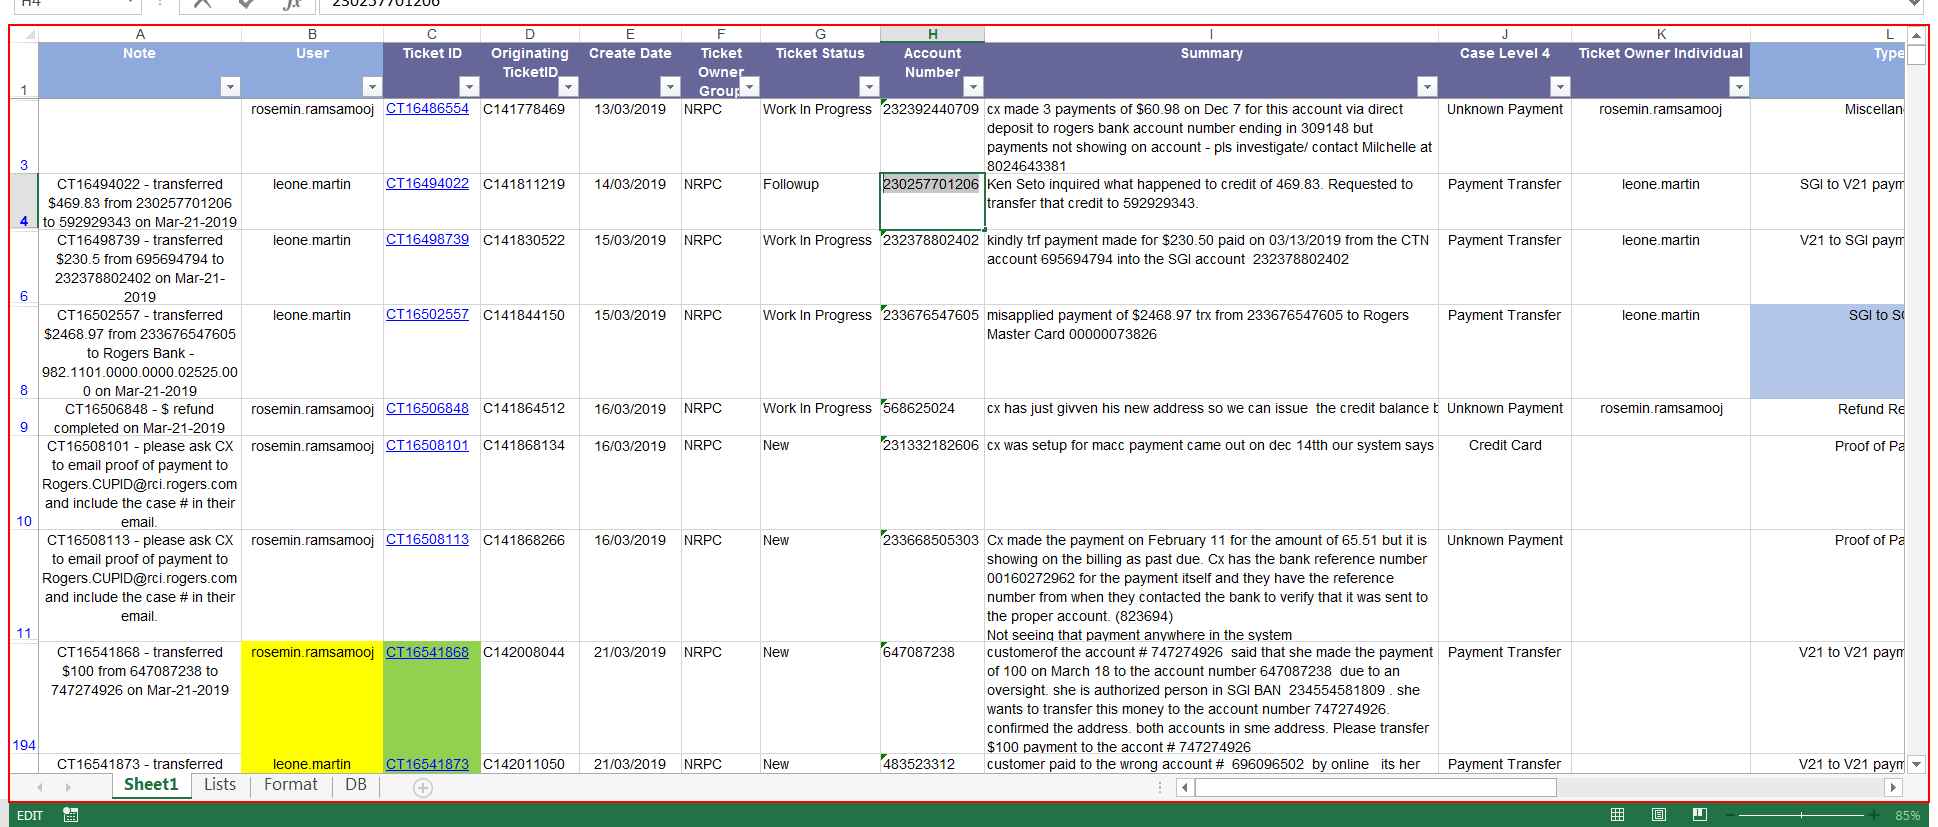 H4 fx 230257701206
A B C D E F G H I J K L
1 Note User Ticket ID Originating TicketID Create Date Ticket Owner Group Ticket Status Account Number Summary Case Level 4 Ticket Owner Individual Type
3 rosemin.ramsamooj CT16486554 C141778469 13/03/2019 NRPC Work In Progress 232392440709 cx made 3 payments of $60.98 on Dec 7 for this account via direct Unknown Payment rosemin.ramsamooj Miscellan
deposit to rogers bank account number ending in 309148 but
payments not showing on account - pls investigate/ contact Milchelle at
8024643381
4 CT16494022 - transferred leone.martin CT16494022 C141811219 14/03/2019 NRPC Followup 230257701206 Ken Seto inquired what happened to credit of 469.83. Requested to Payment Transfer leone.martin SGI to V21 paym
$469.83 from 230257701206 transfer that credit to 592929343.
to 592929343 on Mar-21-2019
6 CT16498739 - transferred leone.martin CT16498739 C141830522 15/03/2019 NRPC Work In Progress 232378802402 kindly trf payment made for $230.50 paid on 03/13/2019 from the CTN Payment Transfer leone.martin V21 to SGI paym
$230.5 from 695694794 to account 695694794 into the SGI account 232378802402
232378802402 on Mar-21-
2019
8 CT16502557 - transferred leone.martin CT16502557 C141844150 15/03/2019 NRPC Work In Progress 233676547605 misapplied payment of $2468.97 trx from 233676547605 to Rogers Payment Transfer leone.martin SGI to S
$2468.97 from 233676547605 Master Card 00000073826
to Rogers Bank -
982.1101.0000.0000.02525.00
0 on Mar-21-2019
9 CT16506848 - $ refund rosemin.ramsamooj CT16506848 C141864512 16/03/2019 NRPC Work In Progress 568625024 cx has just givven his new address so we can issue the credit balance Unknown Payment rosemin.ramsamooj Refund Re
completed on Mar-21-2019
10 CT16508101 - please ask CX rosemin.ramsamooj CT16508101 C141868134 16/03/2019 NRPC New 231332182606 cx was setup for macc payment came out on dec 14tth our system says Credit Card Proof of Pa
to email proof of payment to
Rogers.CUPID@rci.rogers.com
and include the case # in their
email.
11 CT16508113 - please ask CX rosemin.ramsamooj CT16508113 C141868266 16/03/2019 NRPC New 233668505303 Cx made the payment on February 11 for the amount of 65.51 but it is Unknown Payment Proof of Pa
to email proof of payment to showing on the billing as past due. Cx has the bank reference number
Rogers.CUPID@rci.rogers.com 00160272962 for the payment itself and they have the reference
and include the case # in their number from when they contacted the bank to verify that it was sent to
email. the proper account. (823694)
Not seeing that payment anywhere in the system
194 CT16541868 - transferred rosemin.ramsamooj CT16541868 C142008044 21/03/2019 NRPC New 647087238 customerof the account # 747274926 said that she made the payment Payment Transfer V21 to V21 paym
$100 from 647087238 to of 100 on March 18 to the account number 647087238 due to an
747274926 on Mar-21-2019 oversight. she is authorized person in SGI BAN 234554581809 . she
wants to transfer this money to the account number 747274926.
confirmed the address. both accounts in sme address. Please transfer
$100 payment to the accont # 747274926
CT16541873 - transferred leone.martin CT16541873 C142011050 21/03/2019 NRPC New 483523312 customer paid to the wrong account # 696096502 by online its her Payment Transfer V21 to V21 paym
Sheet1 Lists Format DB
EDIT 85%